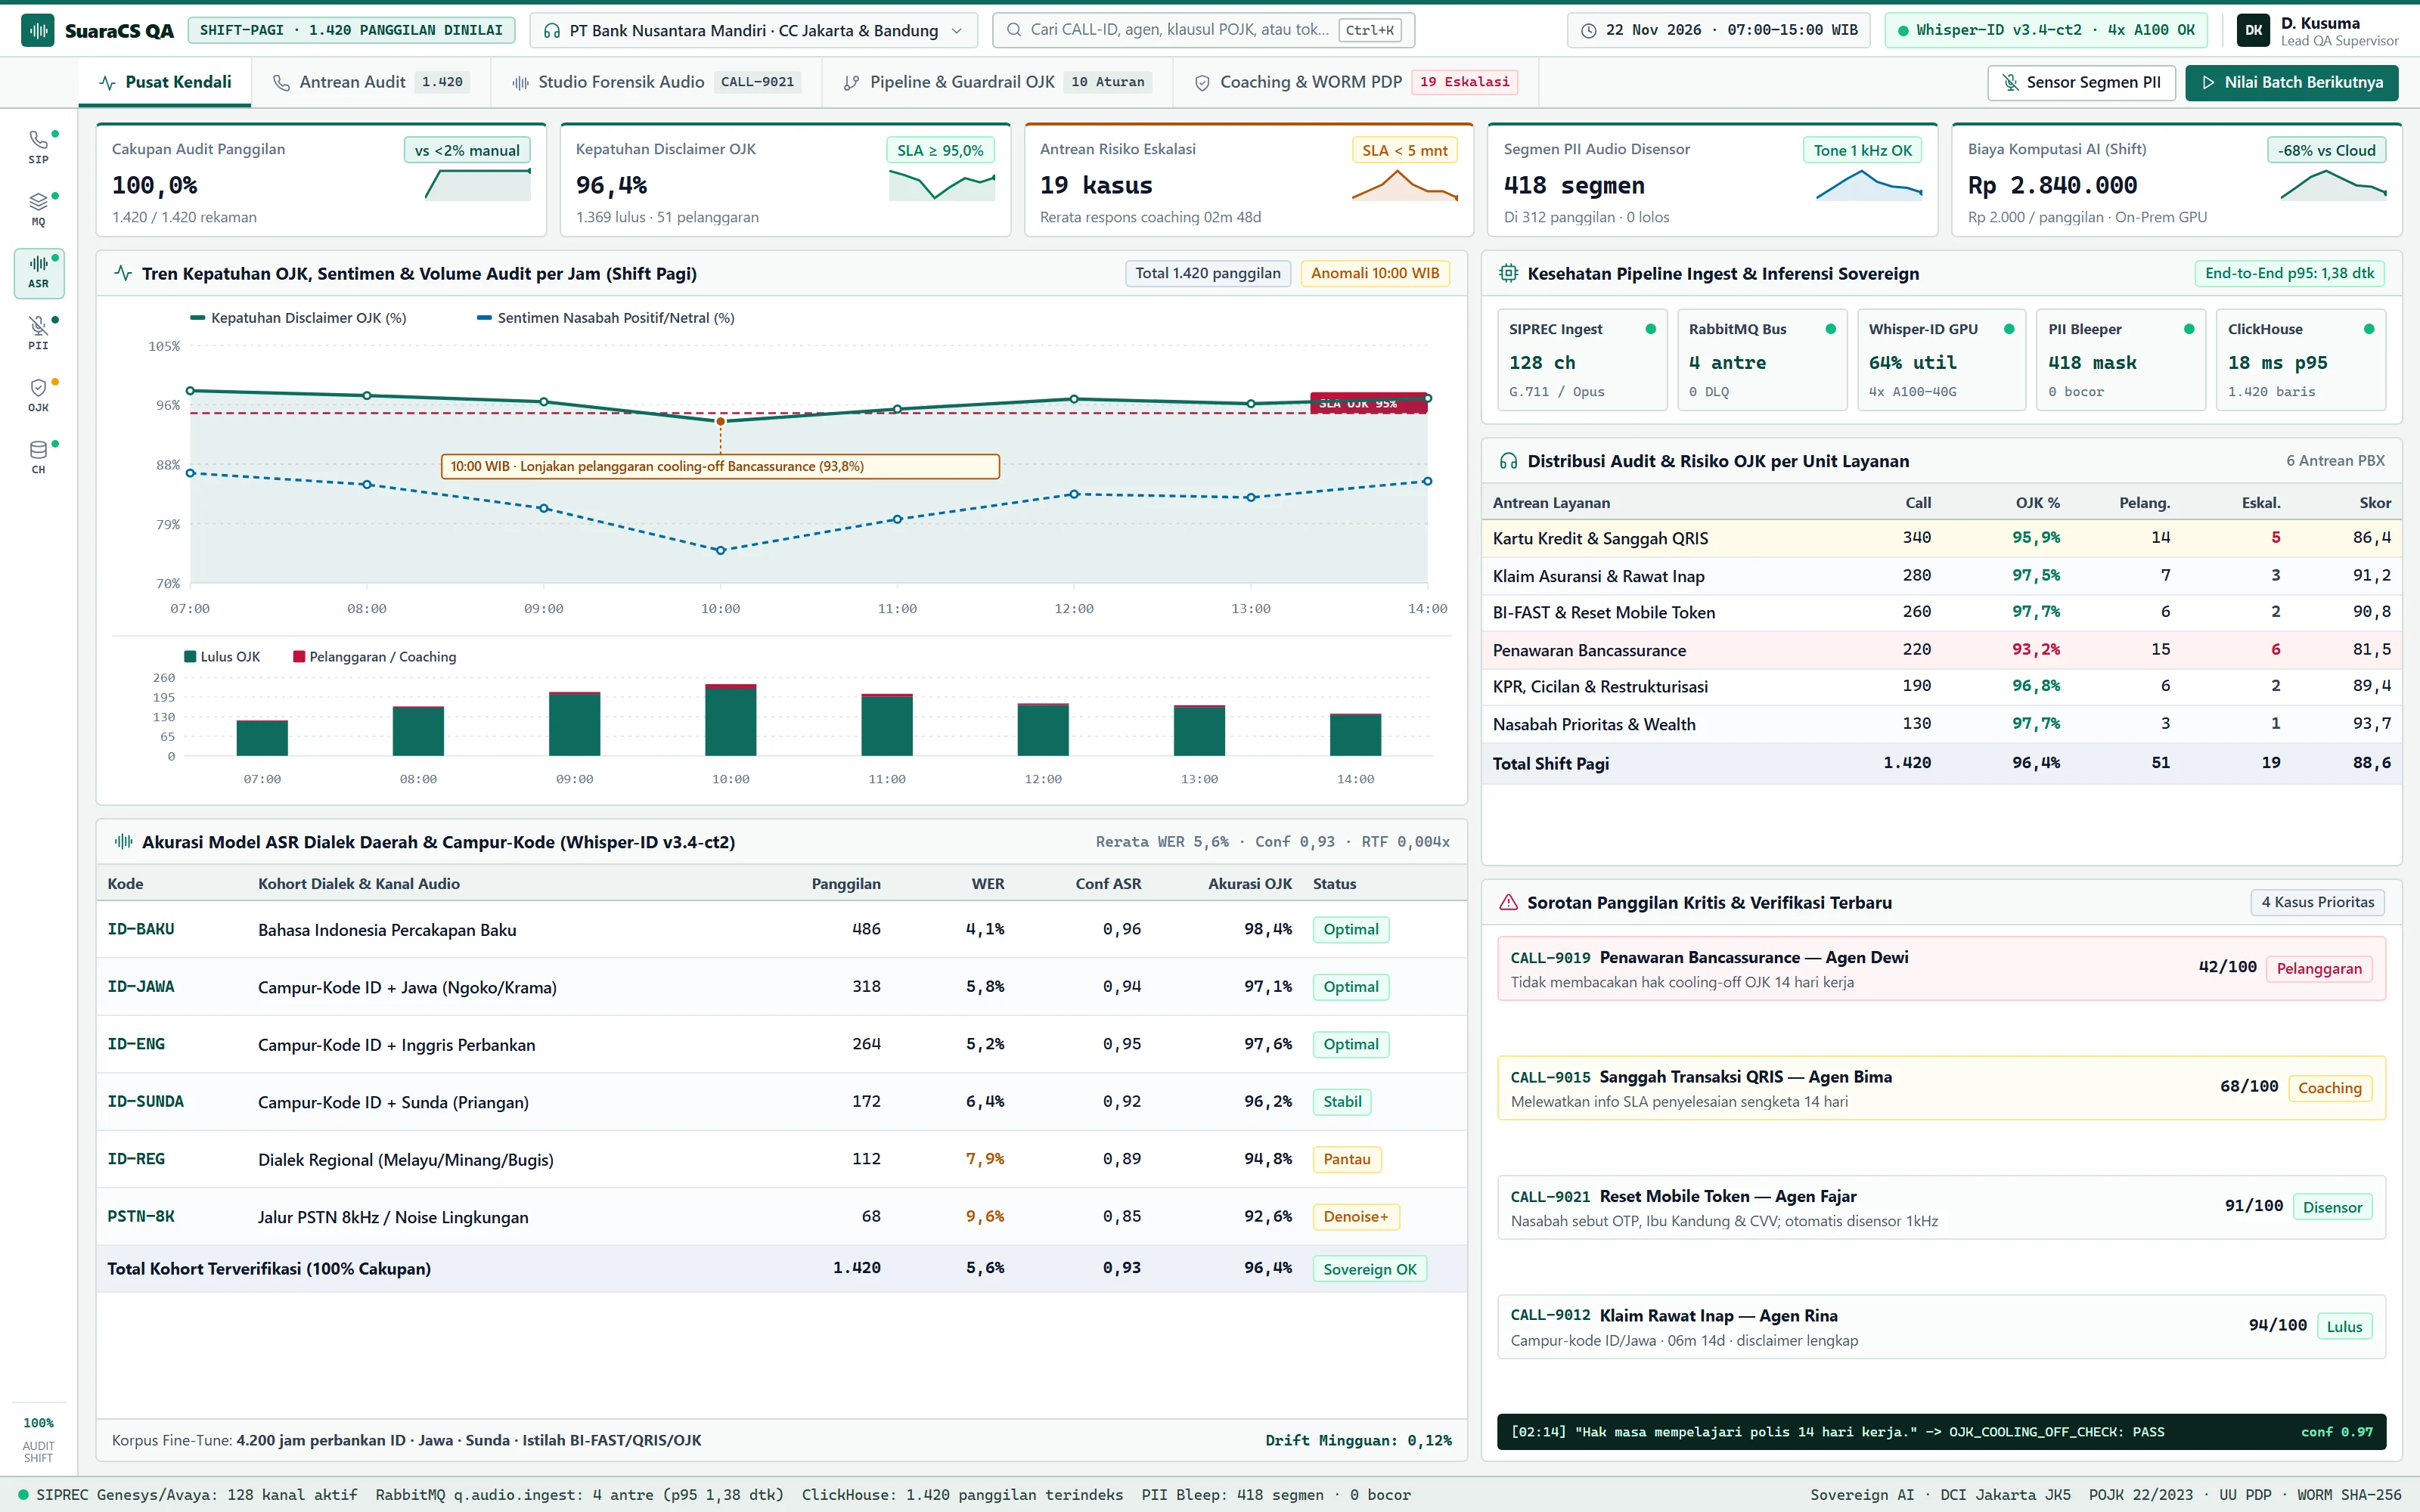 SuaraCS QA
SHIFT-PAGI · 1.420 PANGGILAN DINILAI
PT Bank Nusantara Mandiri · CC Jakarta & Bandung
Cari CALL-ID, agen, klausul POJK, atau tok... Ctrl+K
22 Nov 2026 · 07:00–15:00 WIB
Whisper-ID v3.4-ct2 · 4x A100 OK
DK
D. Kusuma
Lead QA Supervisor
Pusat Kendali
Antrean Audit 1.420
Studio Forensik Audio CALL-9021
Pipeline & Guardrail OJK 10 Aturan
Coaching & WORM PDP 19 Eskalasi
Sensor Segmen PII
Nilai Batch Berikutnya
SIP
MQ
ASR
PII
OJK
CH
100%
AUDIT
SHIFT
Cakupan Audit Panggilan
vs <2% manual
100,0%
1.420 / 1.420 rekaman
Kepatuhan Disclaimer OJK
SLA ≥ 95,0%
96,4%
1.369 lulus · 51 pelanggaran
Antrean Risiko Eskalasi
SLA < 5 mnt
19 kasus
Rerata respons coaching 02m 48d
Segmen PII Audio Disensor
Tone 1 kHz OK
418 segmen
Di 312 panggilan · 0 lolos
Biaya Komputasi AI (Shift)
-68% vs Cloud
Rp 2.840.000
Rp 2.000 / panggilan · On-Prem GPU
Tren Kepatuhan OJK, Sentimen & Volume Audit per Jam (Shift Pagi)
Total 1.420 panggilan
Anomali 10:00 WIB
Kepatuhan Disclaimer OJK (%)
Sentimen Nasabah Positif/Netral (%)
105%
96%
88%
79%
70%
SLA OJK 95%
10:00 WIB · Lonjakan pelanggaran cooling-off Bancassurance (93,8%)
07:00 08:00 09:00 10:00 11:00 12:00 13:00 14:00
Lulus OJK
Pelanggaran / Coaching
260
195
130
65
0
07:00 08:00 09:00 10:00 11:00 12:00 13:00 14:00
Akurasi Model ASR Dialek Daerah & Campur-Kode (Whisper-ID v3.4-ct2)
Rerata WER 5,6% · Conf 0,93 · RTF 0,004x
Kode Kohort Dialek & Kanal Audio Panggilan WER Conf ASR Akurasi OJK Status
ID-BAKU Bahasa Indonesia Percakapan Baku 486 4,1% 0,96 98,4% Optimal
ID-JAWA Campur-Kode ID + Jawa (Ngoko/Krama) 318 5,8% 0,94 97,1% Optimal
ID-ENG Campur-Kode ID + Inggris Perbankan 264 5,2% 0,95 97,6% Optimal
ID-SUNDA Campur-Kode ID + Sunda (Priangan) 172 6,4% 0,92 96,2% Stabil
ID-REG Dialek Regional (Melayu/Minang/Bugis) 112 7,9% 0,89 94,8% Pantau
PSTN-8K Jalur PSTN 8kHz / Noise Lingkungan 68 9,6% 0,85 92,6% Denoise+
Total Kohort Terverifikasi (100% Cakupan) 1.420 5,6% 0,93 96,4% Sovereign OK
Korpus Fine-Tune: 4.200 jam perbankan ID · Jawa · Sunda · Istilah BI-FAST/QRIS/OJK
Drift Mingguan: 0,12%
Kesehatan Pipeline Ingest & Inferensi Sovereign
End-to-End p95: 1,38 dtk
SIPREC Ingest
128 ch
G.711 / Opus
RabbitMQ Bus
4 antre
0 DLQ
Whisper-ID GPU
64% util
4x A100-40G
PII Bleeper
418 mask
0 bocor
ClickHouse
18 ms p95
1.420 baris
Distribusi Audit & Risiko OJK per Unit Layanan
6 Antrean PBX
Antrean Layanan Call OJK % Pelang. Eskal. Skor
Kartu Kredit & Sanggah QRIS 340 95,9% 14 5 86,4
Klaim Asuransi & Rawat Inap 280 97,5% 7 3 91,2
BI-FAST & Reset Mobile Token 260 97,7% 6 2 90,8
Penawaran Bancassurance 220 93,2% 15 6 81,5
KPR, Cicilan & Restrukturisasi 190 96,8% 6 2 89,4
Nasabah Prioritas & Wealth 130 97,7% 3 1 93,7
Total Shift Pagi 1.420 96,4% 51 19 88,6
Sorotan Panggilan Kritis & Verifikasi Terbaru
4 Kasus Prioritas
CALL-9019 Penawaran Bancassurance — Agen Dewi
Tidak membacakan hak cooling-off OJK 14 hari kerja
42/100 Pelanggaran
CALL-9015 Sanggah Transaksi QRIS — Agen Bima
Melewatkan info SLA penyelesaian sengketa 14 hari
68/100 Coaching
CALL-9021 Reset Mobile Token — Agen Fajar
Nasabah sebut OTP, Ibu Kandung & CVV; otomatis disensor 1kHz
91/100 Disensor
CALL-9012 Klaim Rawat Inap — Agen Rina
Campur-kode ID/Jawa · 06m 14d · disclaimer lengkap
94/100 Lulus
[02:14] "Hak masa mempelajari polis 14 hari kerja." -> OJK_COOLING_OFF_CHECK: PASS
conf 0.97
SIPREC Genesys/Avaya: 128 kanal aktif RabbitMQ q.audio.ingest: 4 antre (p95 1,38 dtk) ClickHouse: 1.420 panggilan terindeks PII Bleep: 418 segmen · 0 bocor
Sovereign AI · DCI Jakarta JK5 POJK 22/2023 · UU PDP · WORM SHA-256